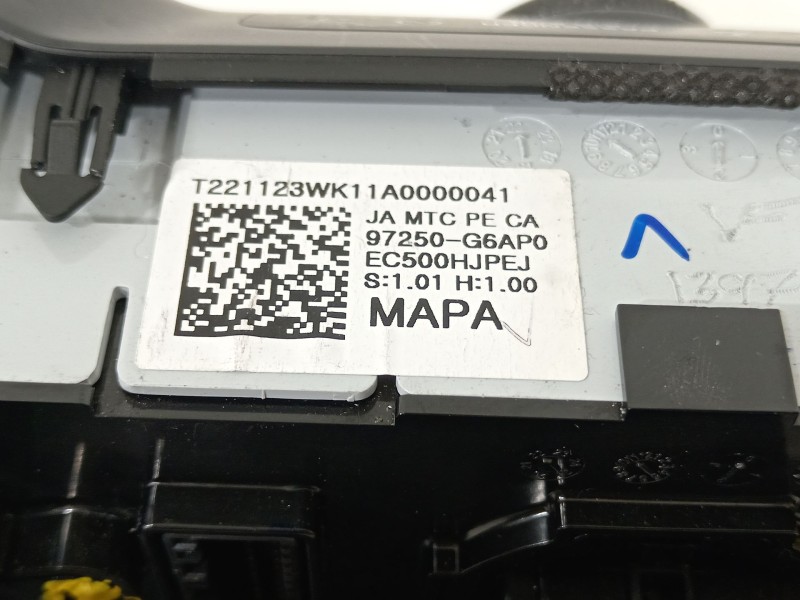 T221123WK11A0000041
JA MTC PE CA
97250-G6AP0
EC500HJPEJ
S:1.01 H:1.00
MAPA